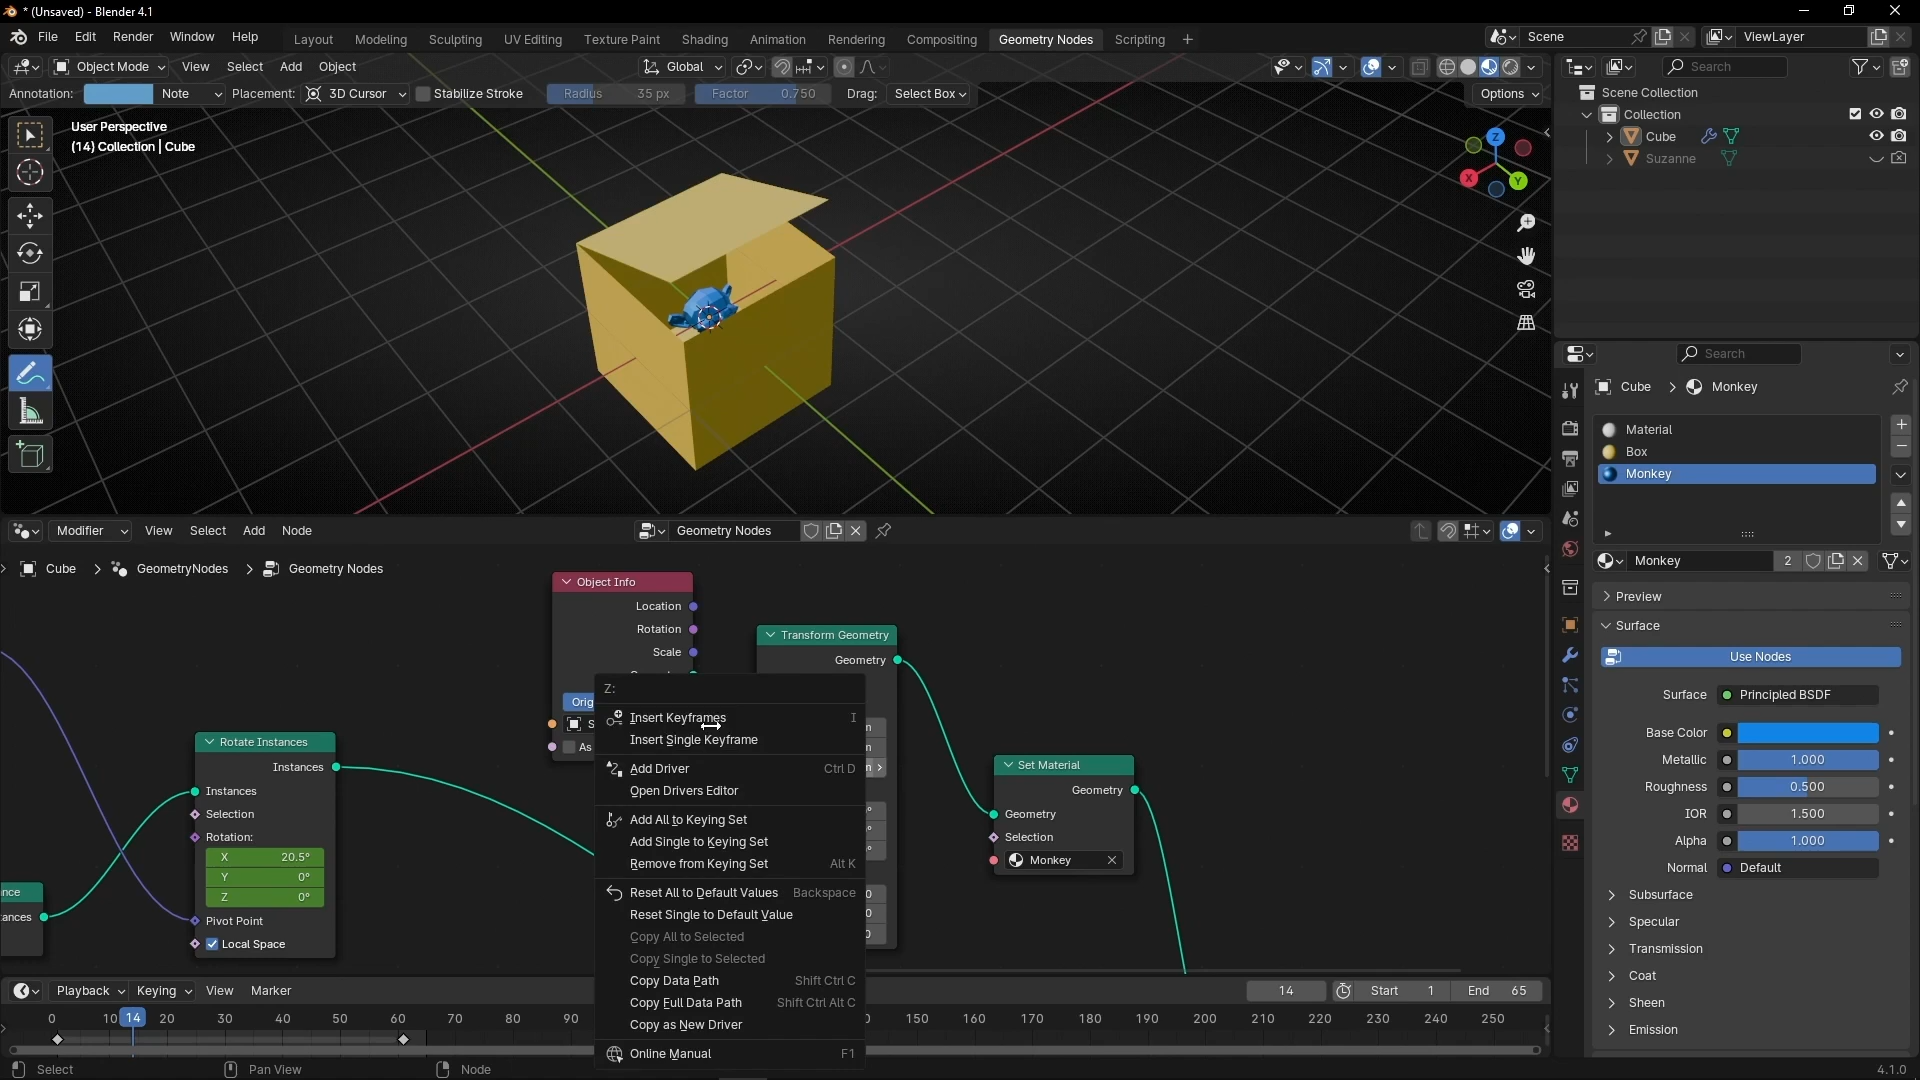 * (Unsaved) - Blender 4.1
File Edit Render Window Help
Layout Modeling Sculpting UV Editing Texture Paint Shading Animation Rendering Compositing Geometry Nodes Scripting +
Scene
ViewLayer
Object Mode View Select Add Object
Global
Annotation: Note Placement: 3D Cursor Stabilize Stroke Radius 35 px Factor 0.750 Drag: Select Box
Options
User Perspective
(14) Collection | Cube
Z
X
Y
Search
Scene Collection
Collection
Cube
Suzanne
Search
Cube > Monkey
Material
Box
Monkey
Monkey 2
Preview
Surface
Use Nodes
Surface Principled BSDF
Base Color
Metallic 1.000
Roughness 0.500
IOR 1.500
Alpha 1.000
Normal Default
Subsurface
Specular
Transmission
Coat
Sheen
Emission
Modifier View Select Add Node
Geometry Nodes
Cube > GeometryNodes > Geometry Nodes
Object Info
Location
Rotation
Scale
Orig
S
As
Transform Geometry
Geometry
m
m
m
0
0
0
Set Material
Geometry
Geometry
Selection
Monkey
Rotate Instances
Instances
Instances
Selection
Rotation:
X 20.5°
Y 0°
Z 0°
Pivot Point
Local Space
nce
tances
Z:
Insert Keyframes I
Insert Single Keyframe
Add Driver Ctrl D
Open Drivers Editor
Add All to Keying Set
Add Single to Keying Set
Remove from Keying Set Alt K
Reset All to Default Values Backspace
Reset Single to Default Value
Copy All to Selected
Copy Single to Selected
Copy Data Path Shift Ctrl C
Copy Full Data Path Shift Ctrl Alt C
Copy as New Driver
Online Manual F1
Playback Keying View Marker
14 Start 1 End 65
0 10 14 20 30 40 50 60 70 80 90 0 150 160 170 180 190 200 210 220 230 240 250
Select Pan View Node
4.1.0